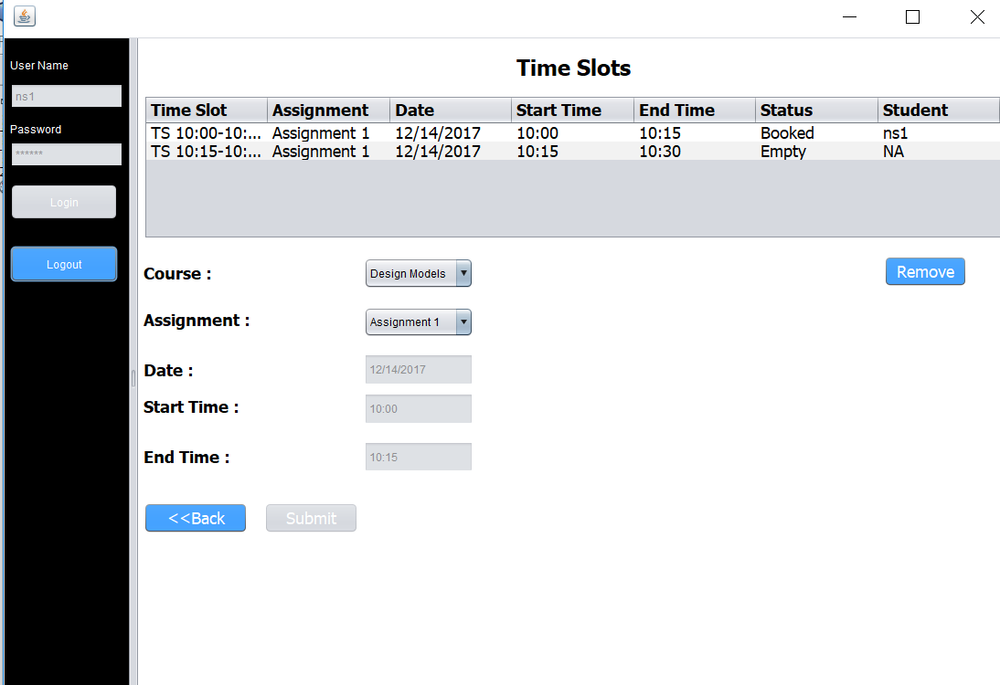 Time Slots
User Name
ns1
Password
******
Login
Logout
Time Slot Assignment Date Start Time End Time Status Student
TS 10:00-10:... Assignment 1 12/14/2017 10:00 10:15 Booked ns1
TS 10:15-10:... Assignment 1 12/14/2017 10:15 10:30 Empty NA
Course : Design Models Remove
Assignment : Assignment 1
Date : 12/14/2017
Start Time : 10:00
End Time : 10:15
<<Back Submit